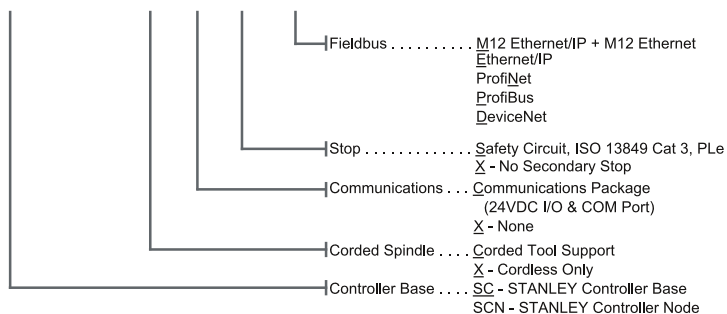 Fieldbus . . . . . . . . . . M12 Ethernet/IP + M12 Ethernet
Ethernet/IP
ProfiNet
ProfiBus
DeviceNet
Stop . . . . . . . . . . . . . Safety Circuit, ISO 13849 Cat 3, PLe
X - No Secondary Stop
Communications . . . Communications Package
(24VDC I/O & COM Port)
X - None
Corded Spindle . . . . Corded Tool Support
X - Cordless Only
Controller Base . . . . SC - STANLEY Controller Base
SCN - STANLEY Controller Node